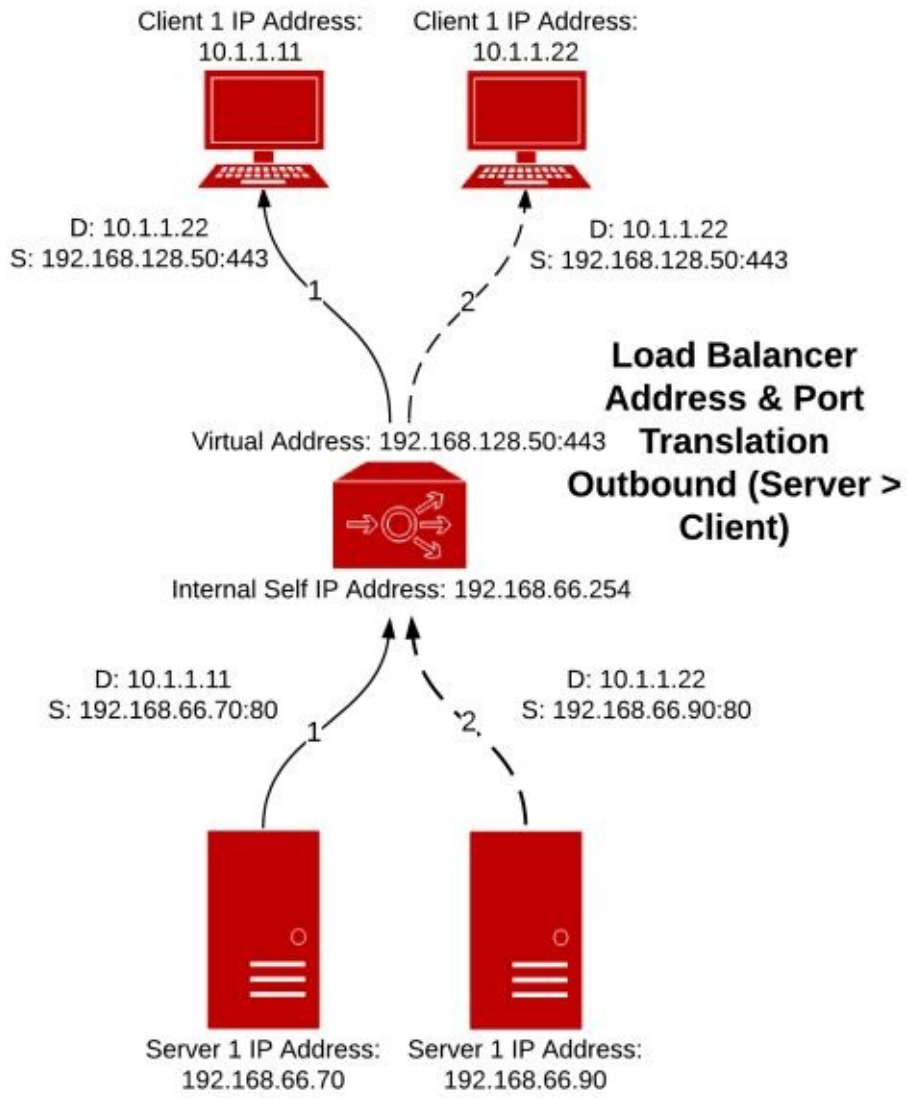 Client 1 IP Address:
10.1.1.11
Client 2 IP Address:
10.1.1.22
D: 10.1.1.22
S: 192.168.128.50:443
D: 10.1.1.22
S: 192.168.128.50:443
1
2
Load Balancer
Address & Port
Translation
Outbound (Server >
Client)
Virtual Address: 192.168.128.50:443
Internal Self IP Address: 192.168.66.254
D: 10.1.1.11
S: 192.168.66.70:80
D: 10.1.1.22
S: 192.168.66.90:80
1
2
Server 1 IP Address:
192.168.66.70
Server 1 IP Address:
192.168.66.90